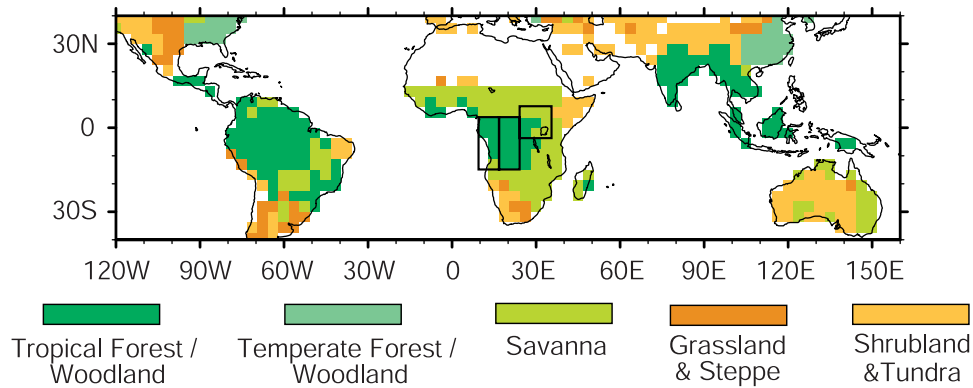 30N
0
30S
120W 90W 60W 30W 0 30E 60E 90E 120E 150E
Tropical Forest /
Woodland
Temperate Forest /
Woodland
Savanna
Grassland
& Steppe
Shrubland
&Tundra